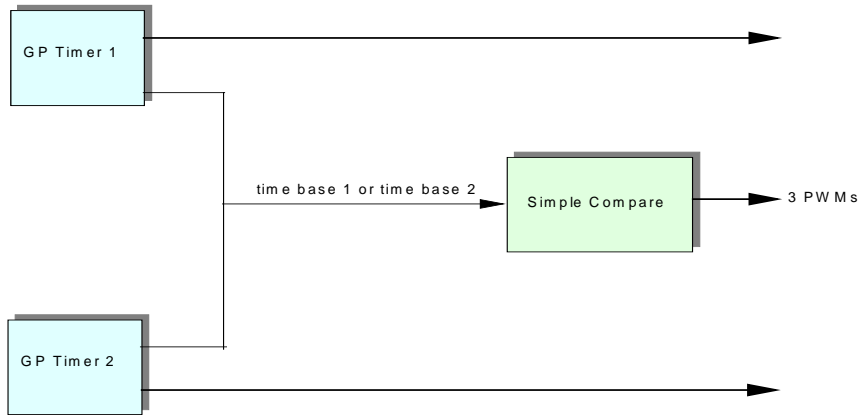 GP Timer 1
time base 1 or time base 2
Simple Compare
3 PWMs
GP Timer 2